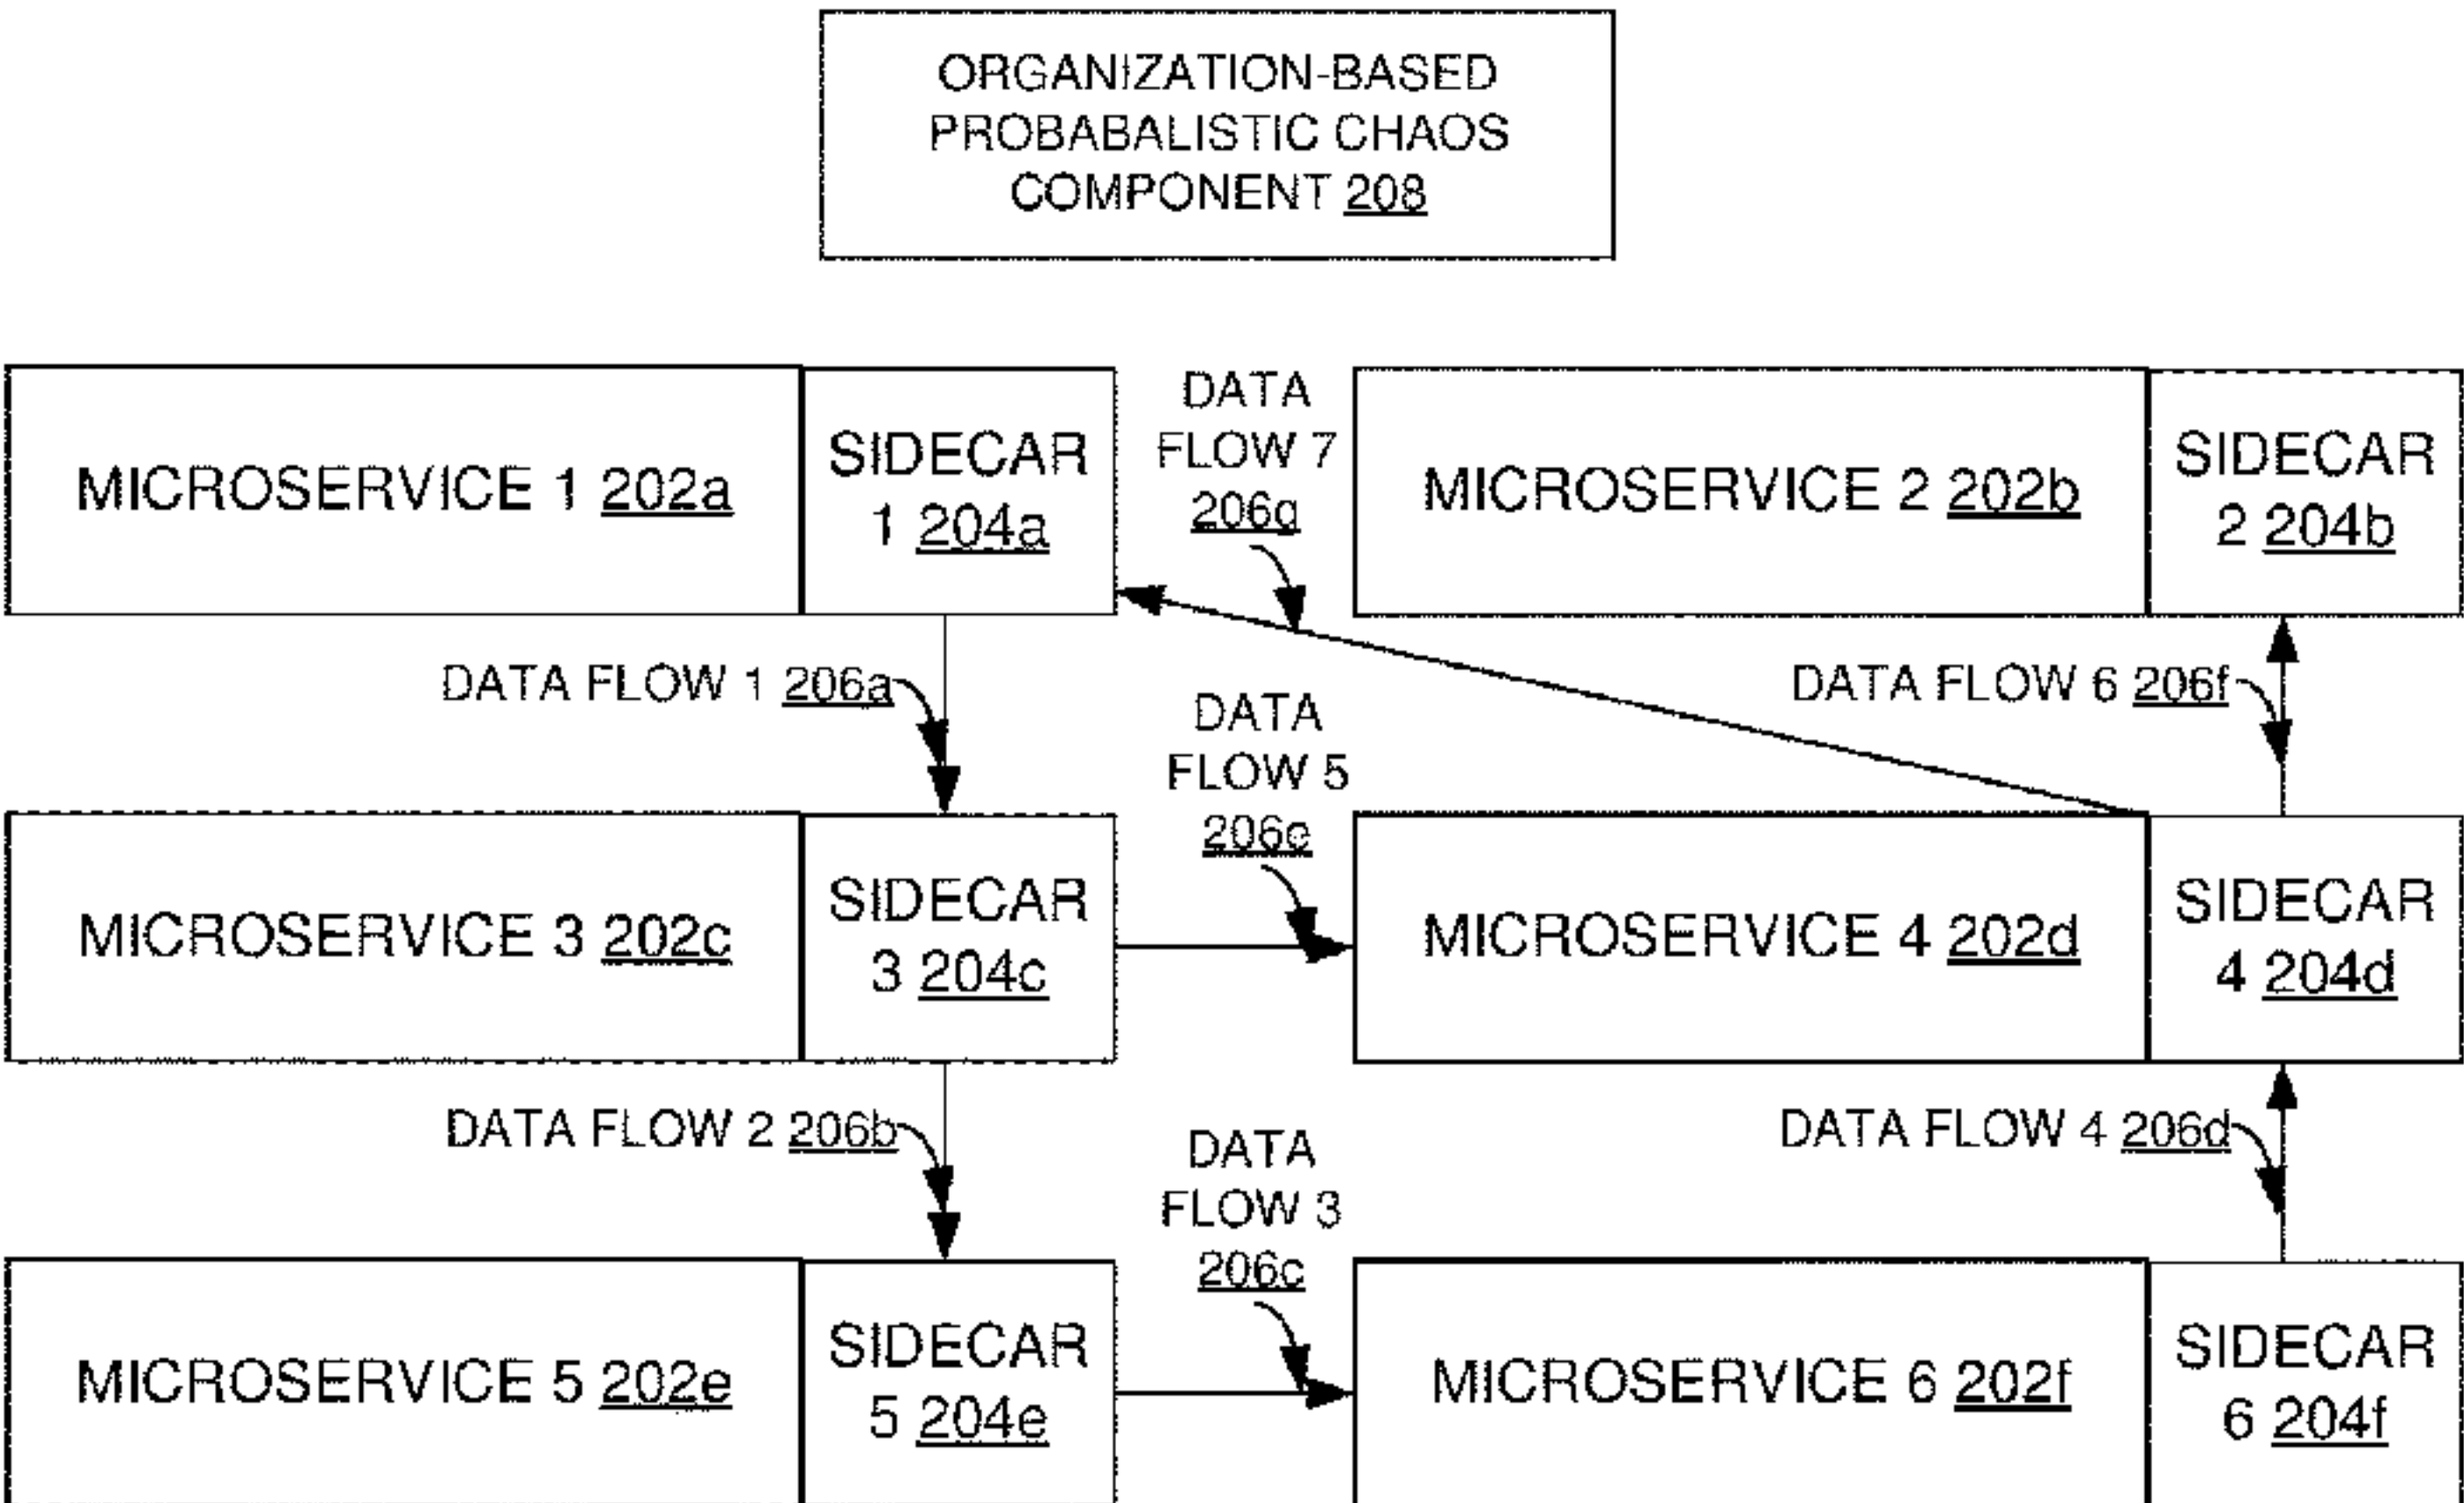 ORGANIZATION-BASED
PROBABALISTIC CHAOS
COMPONENT 208
MICROSERVICE 1 202a
SIDECAR
1 204a
DATA
FLOW 7
206g
MICROSERVICE 2 202b
SIDECAR
2 204b
DATA FLOW 1 206a
DATA FLOW 6 206f
DATA
FLOW 5
206e
MICROSERVICE 3 202c
SIDECAR
3 204c
MICROSERVICE 4 202d
SIDECAR
4 204d
DATA FLOW 2 206b
DATA FLOW 4 206d
DATA
FLOW 3
206c
MICROSERVICE 5 202e
SIDECAR
5 204e
MICROSERVICE 6 202f
SIDECAR
6 204f